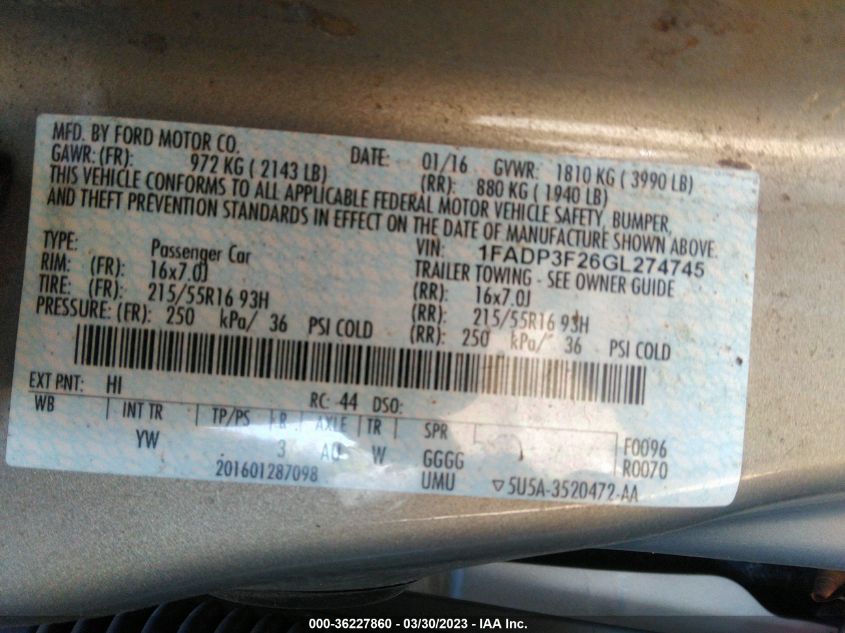 MFD. BY FORD MOTOR CO. DATE: 01/16 GVWR: 1810 KG ( 3990 LB)
GAWR: (FR): 972 KG ( 2143 LB) (RR): 880 KG ( 1940 LB)
THIS VEHICLE CONFORMS TO ALL APPLICABLE FEDERAL MOTOR VEHICLE SAFETY, BUMPER,
AND THEFT PREVENTION STANDARDS IN EFFECT ON THE DATE OF MANUFACTURE SHOWN ABOVE.
TYPE: Passenger Car VIN: 1FADP3F26GL274745
TRAILER TOWING - SEE OWNER GUIDE
RIM: (FR): 16x7.0J (RR): 16x7.0J
TIRE: (FR): 215/55R16 93H (RR): 215/55R16 93H
PRESSURE: (FR): 250 kPa/ 36 PSI COLD (RR): 250 kPa/ 36 PSI COLD
EXT PNT: HI RC: 44 DSO:
WB INT TR TP/PS R AXLE TR SPR F0096
YW 3 W GGGG R0070
201601287098 UMU ▽5U5A-3520472-AA
000-36227860 - 03/30/2023 - IAA Inc.